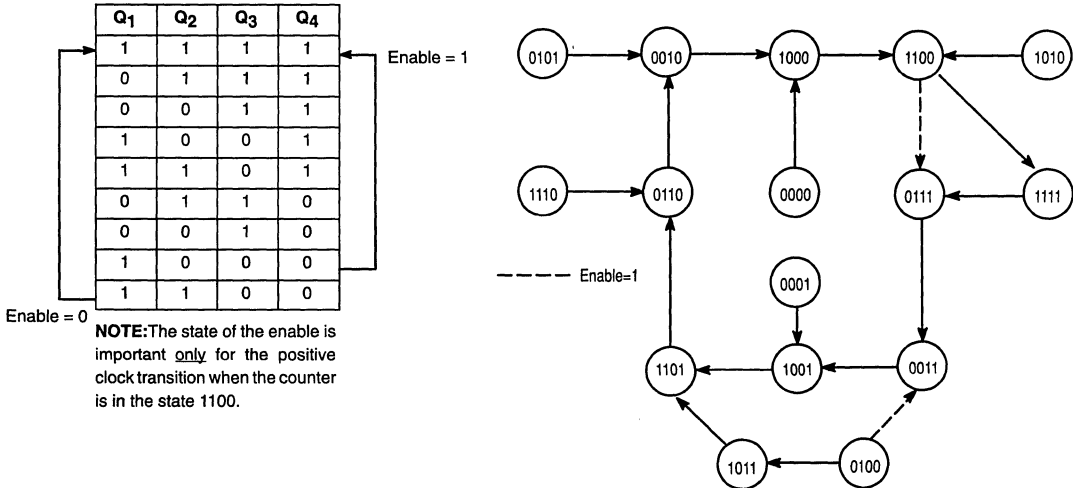 Q1 Q2 Q3 Q4
1 1 1 1
0 1 1 1
0 0 1 1
1 0 0 1
1 1 0 1
0 1 1 0
0 0 1 0
1 0 0 0
1 1 0 0
Enable = 1
Enable = 0
NOTE:The state of the enable is
important only for the positive
clock transition when the counter
is in the state 1100.
0101 0010 1000 1100 1010
1110 0110 0000 0111 1111
Enable=1
0001
1101 1001 0011
1011 0100